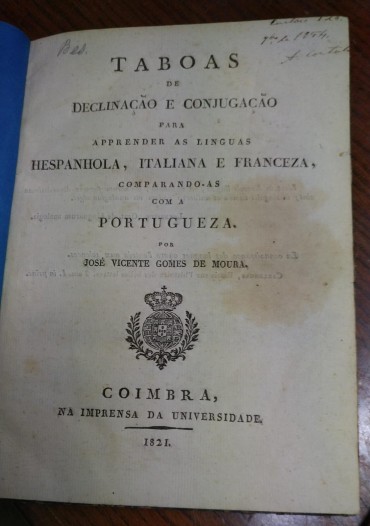 TABOAS
DE
DECLINAÇÃO E CONJUGAÇÃO
PARA
APPRENDER AS LINGUAS
HESPANHOLA, ITALIANA E FRANCEZA,
COMPARANDO-AS
COM A
PORTUGUEZA.
POR
JOSÉ VICENTE GOMES DE MOURA.
COIMBRA,
NA IMPRENSA DA UNIVERSIDADE.
1821.